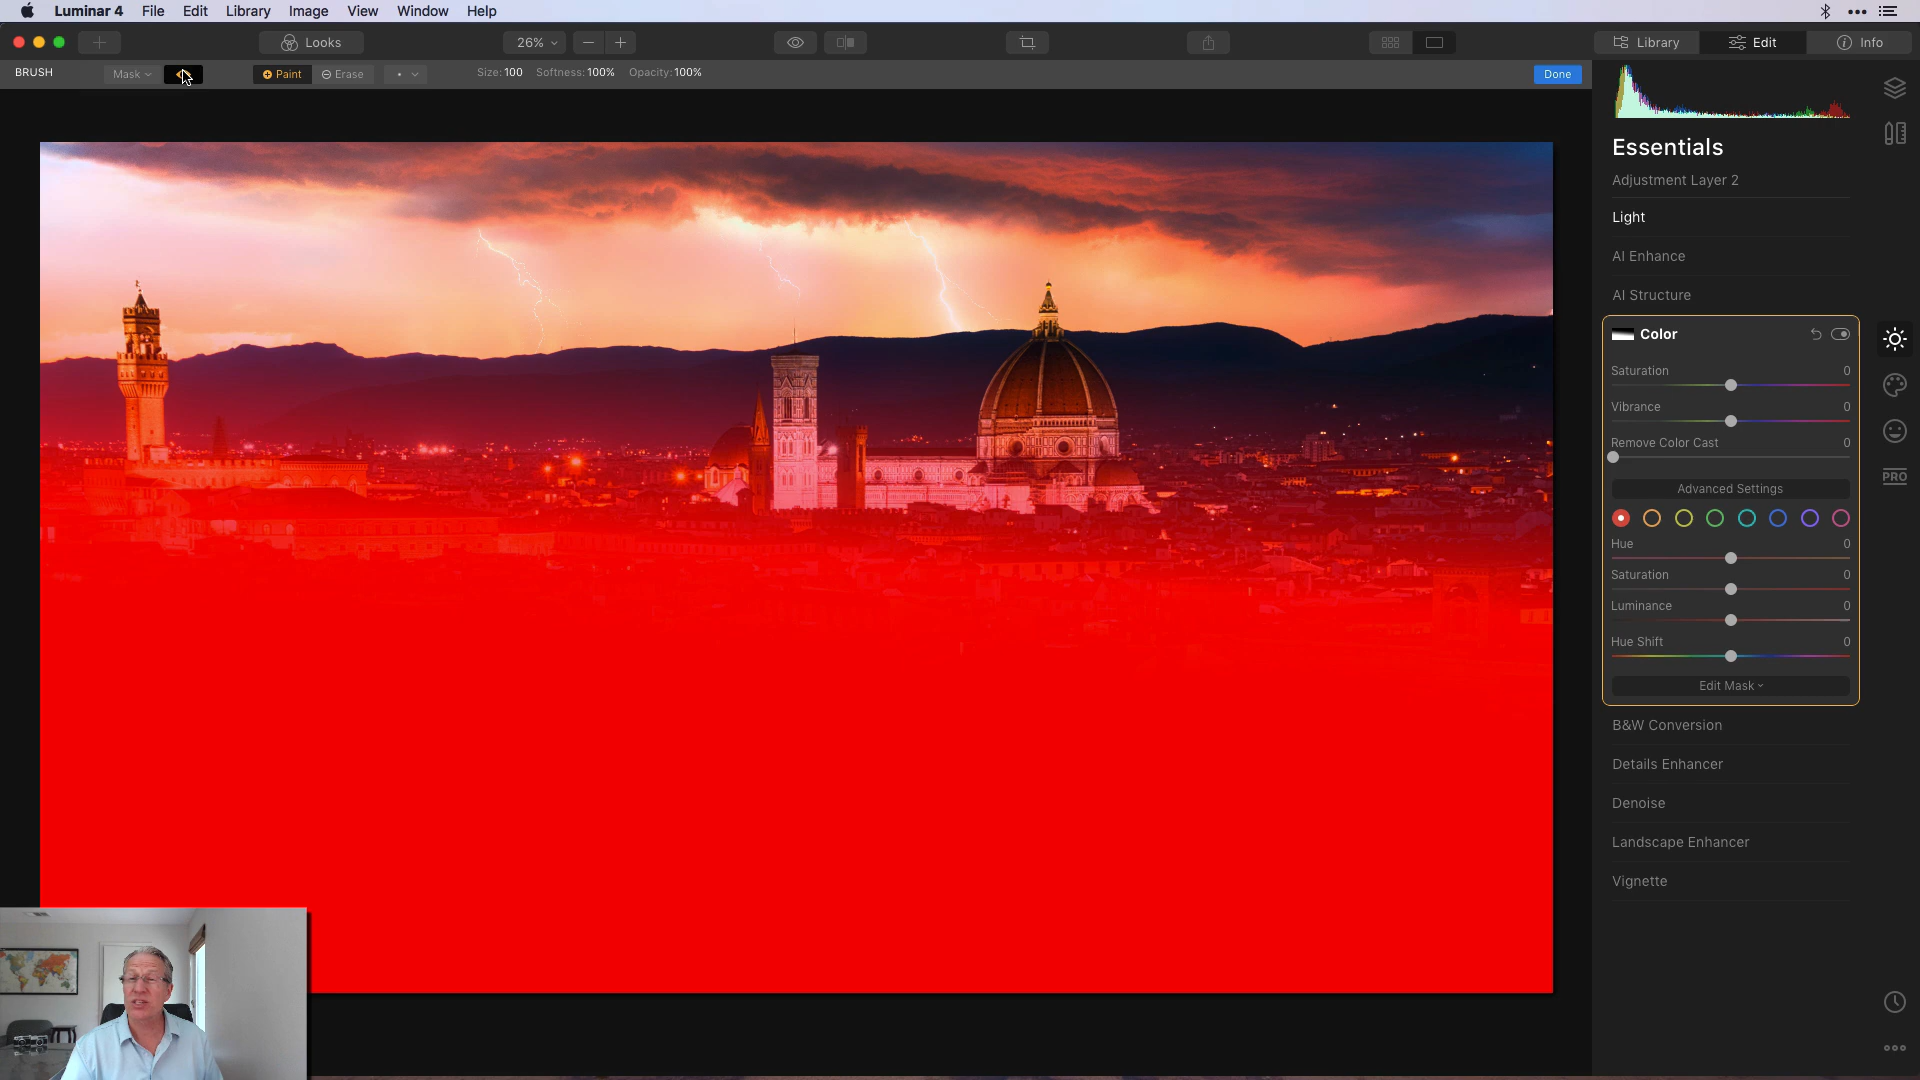 Luminar 4 File Edit Library Image View Window Help
Looks 26% Library Edit Info
BRUSH Mask Paint Erase Size:100 Softness:100% Opacity:100% Done
Essentials
Adjustment Layer 2
Light
AI Enhance
AI Structure
Color
Saturation 0
Vibrance 0
Remove Color Cast 0
PRO
Advanced Settings
Hue 0
Saturation 0
Luminance 0
Hue Shift 0
Edit Mask
B&W Conversion
Details Enhancer
Denoise
Landscape Enhancer
Vignette